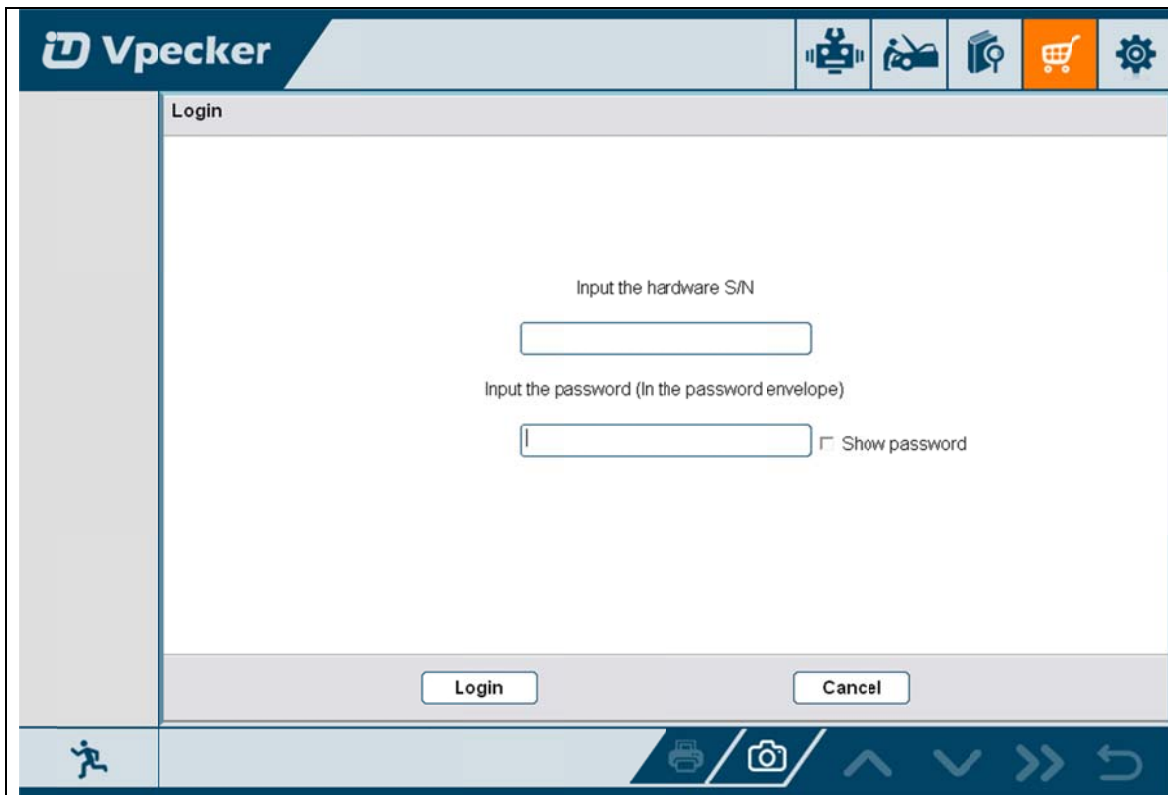 Vpecker
Login
Input the hardware S/N
Input the password (In the password envelope)
Show password
Login Cancel